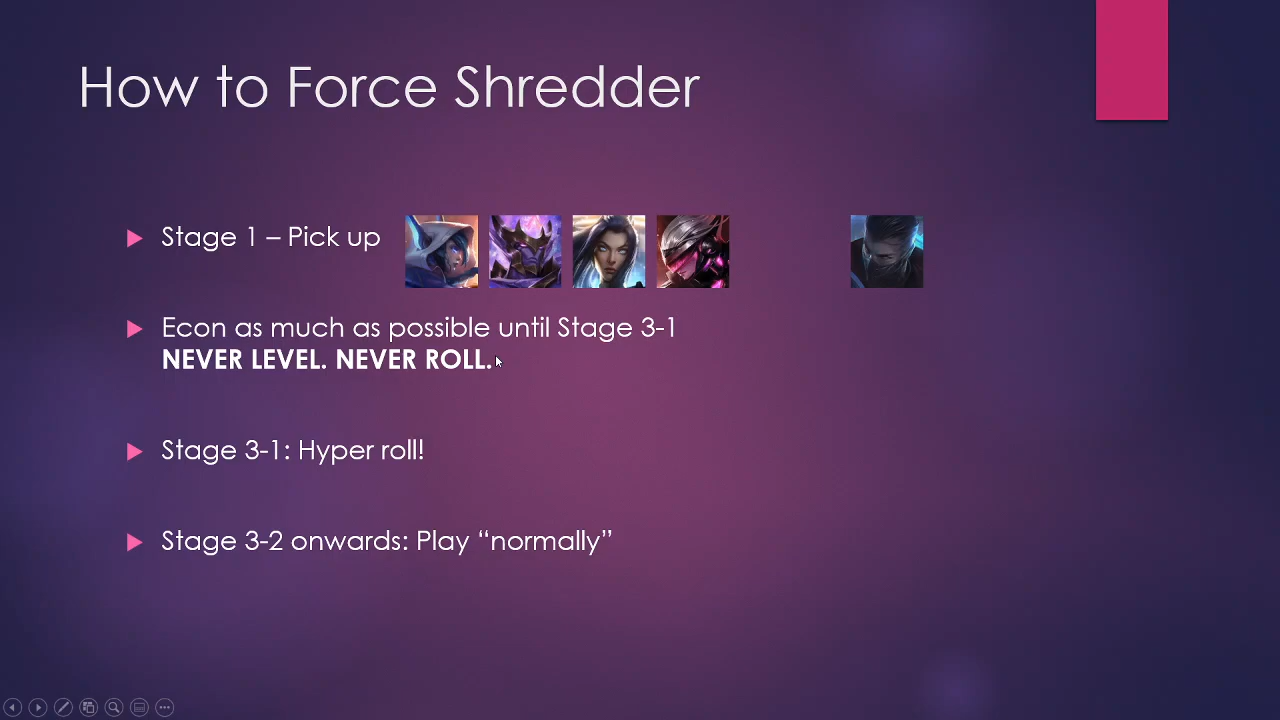 How to Force Shredder
Stage 1 – Pick up
Econ as much as possible until Stage 3-1
NEVER LEVEL. NEVER ROLL.
Stage 3-1: Hyper roll!
Stage 3-2 onwards: Play “normally”